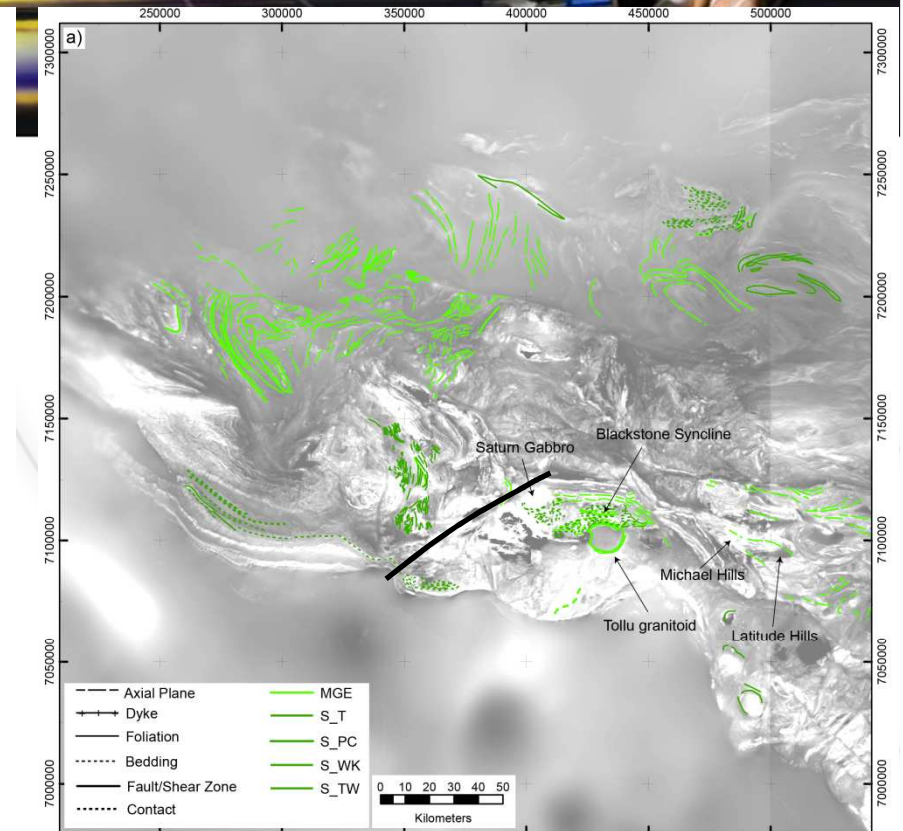 250000 300000 350000 400000 450000 500000
a)
7300000
7250000
7200000
7150000
7100000
7050000
7000000
7300000
7250000
7200000
7150000
7100000
7050000
7000000
Blackstone Syncline
Saturn Gabbro
Michael Hills
Tollu granitoid
Latitude Hills
Axial Plane
Dyke
Foliation
Bedding
Fault/Shear Zone
Contact
MGE
S_T
S_PC
S_WK
S_TW
0 10 20 30 40 50
Kilometers